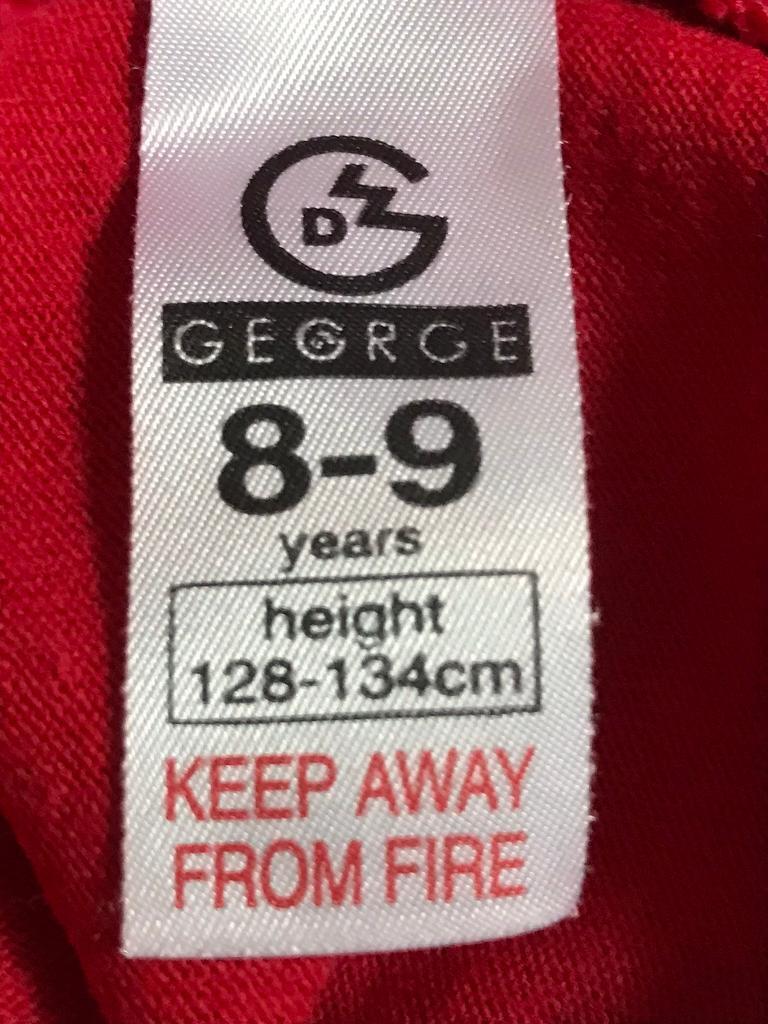 G D
GEORGE
8-9
years
height
128-134cm
KEEP AWAY
FROM FIRE